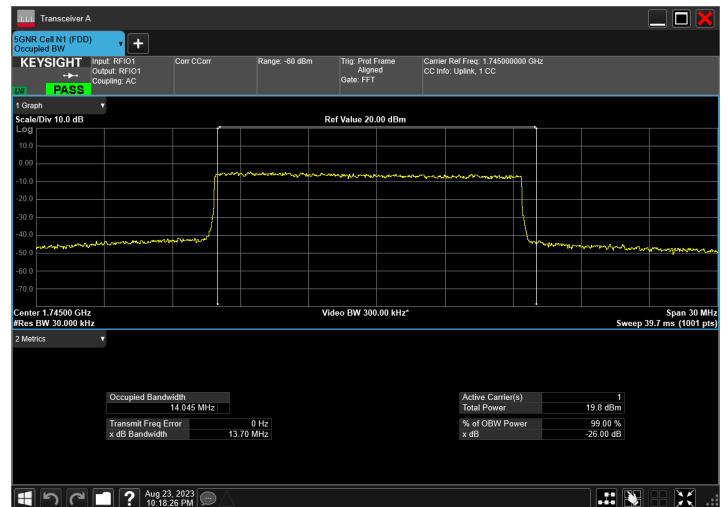 Transceiver A
5GNR Cell N1 (FDD)
Occupied BW
KEYSIGHT
LXI
PASS
Input: RFIO1
Output: RFIO1
Coupling: AC
Corr CCorr
Range: -60 dBm
Trig: Prot Frame
Aligned
Gate: FFT
Carrier Ref Freq: 1.745000000 GHz
CC Info: Uplink, 1 CC
1 Graph
Scale/Div 10.0 dB
Ref Value 20.00 dBm
Log
10.0
0.00
-10.0
-20.0
-30.0
-40.0
-50.0
-60.0
-70.0
Center 1.74500 GHz
Video BW 300.00 kHz*
Span 30 MHz
#Res BW 30.000 kHz
Sweep 39.7 ms (1001 pts)
2 Metrics
Occupied Bandwidth
14.045 MHz
Transmit Freq Error 0 Hz
x dB Bandwidth 13.70 MHz
Active Carrier(s) 1
Total Power 19.8 dBm
% of OBW Power 99.00 %
x dB -26.00 dB
Aug 23, 2023
10:18:26 PM